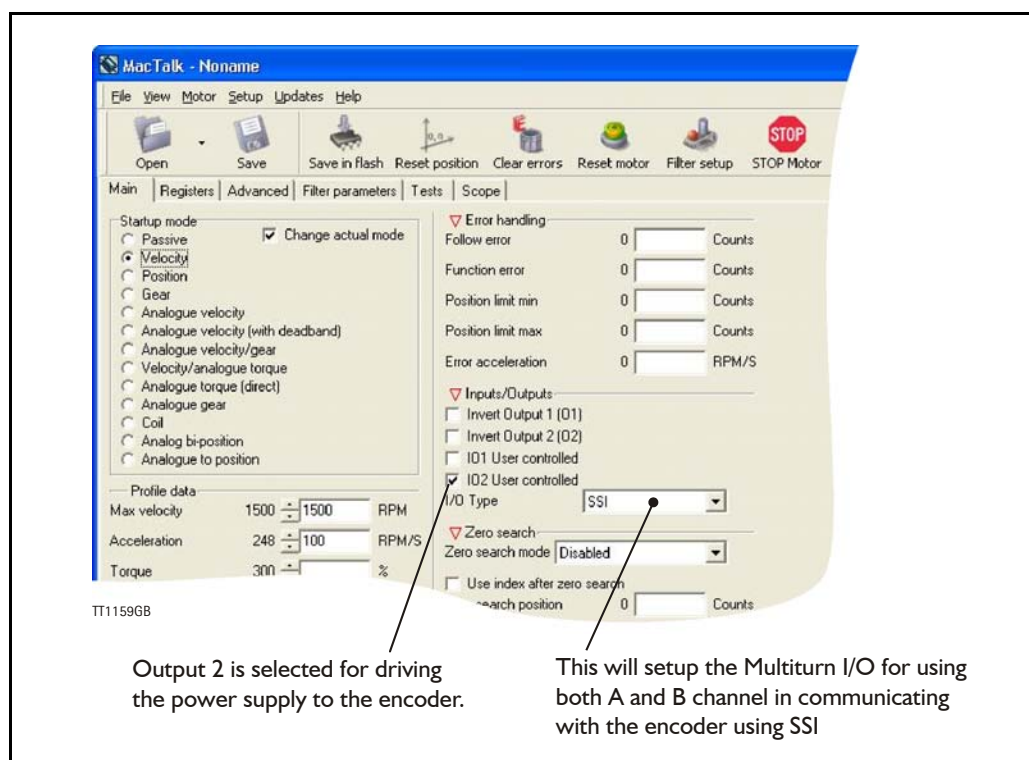 MacTalk - Noname
File View Motor Setup Updates Help
Open Save Save in flash Reset position Clear errors Reset motor Filter setup STOP Motor
0,0
E
STOP
Main Registers Advanced Filter parameters Tests Scope
Startup mode
Passive
Change actual mode
Velocity
Position
Gear
Analogue velocity
Analogue velocity (with deadband)
Analogue velocity/gear
Velocity/analogue torque
Analogue torque (direct)
Analogue gear
Coil
Analog bi-position
Analogue to position
Profile data
Max velocity 1500 1500 RPM
Acceleration 248 100 RPM/S
Torque 300 %
Error handling
Follow error 0 Counts
Function error 0 Counts
Position limit min 0 Counts
Position limit max 0 Counts
Error acceleration 0 RPM/S
Inputs/Outputs
Invert Output 1 (O1)
Invert Output 2 (O2)
IO1 User controlled
IO2 User controlled
I/O Type SSI
Zero search
Zero search mode Disabled
Use index after zero search
search position 0 Counts
TT1159GB
Output 2 is selected for driving
the power supply to the encoder.
This will setup the Multiturn I/O for using
both A and B channel in communicating
with the encoder using SSI